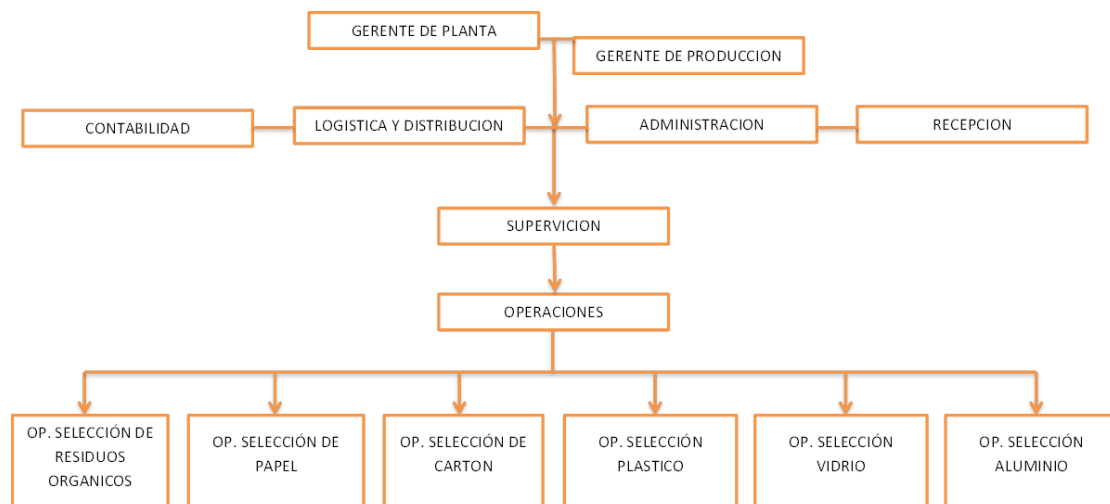 GERENTE DE PLANTA
GERENTE DE PRODUCCION
CONTABILIDAD
LOGISTICA Y DISTRIBUCION
ADMINISTRACION
RECEPCION
SUPERVICION
OPERACIONES
OP. SELECCIÓN DE
RESIDUOS
ORGANICOS
OP. SELECCIÓN DE
PAPEL
OP. SELECCIÓN DE
CARTON
OP. SELECCIÓN
PLASTICO
OP. SELECCIÓN
VIDRIO
OP. SELECCIÓN
ALUMINIO